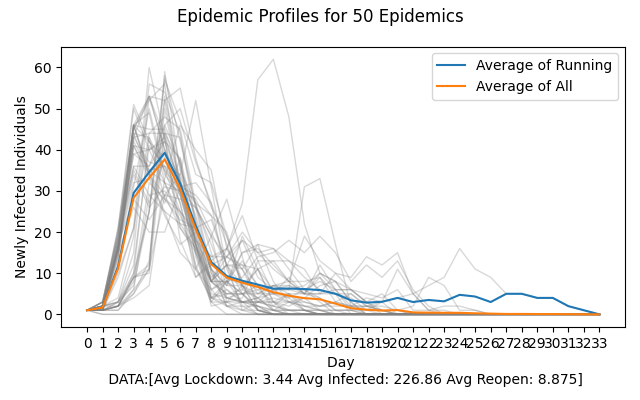 Epidemic Profiles for 50 Epidemics
Newly Infected Individuals
60
50
40
30
20
10
0
Average of Running
Average of All
0 1 2 3 4 5 6 7 8 9 10 11 12 13 14 15 16 17 18 19 20 21 22 23 24 25 26 27 28 29 30 31 32 33
Day
DATA:[Avg Lockdown: 3.44 Avg Infected: 226.86 Avg Reopen: 8.875]